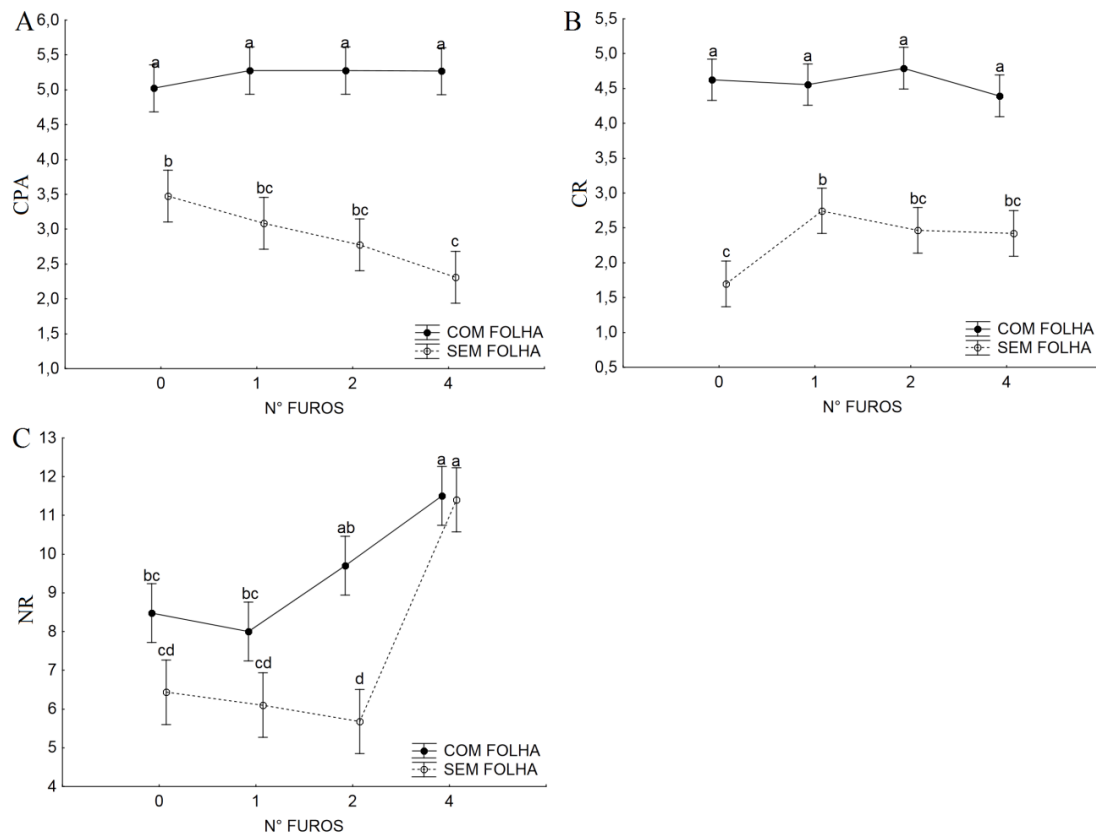 A
6,0
5,5
5,0
4,5
4,0
3,5
3,0
2,5
2,0
1,5
1,0
CPA
a
a
a
a
b
bc
bc
c
COM FOLHA
SEM FOLHA
0 1 2 4
N° FUROS
B
5,5
5,0
4,5
4,0
3,5
3,0
2,5
2,0
1,5
1,0
0,5
CR
a
a
a
a
c
b
bc
bc
COM FOLHA
SEM FOLHA
0 1 2 4
N° FUROS
C
13
12
11
10
9
8
7
6
5
4
NR
bc
bc
ab
a a
cd
cd
d
COM FOLHA
SEM FOLHA
0 1 2 4
N° FUROS